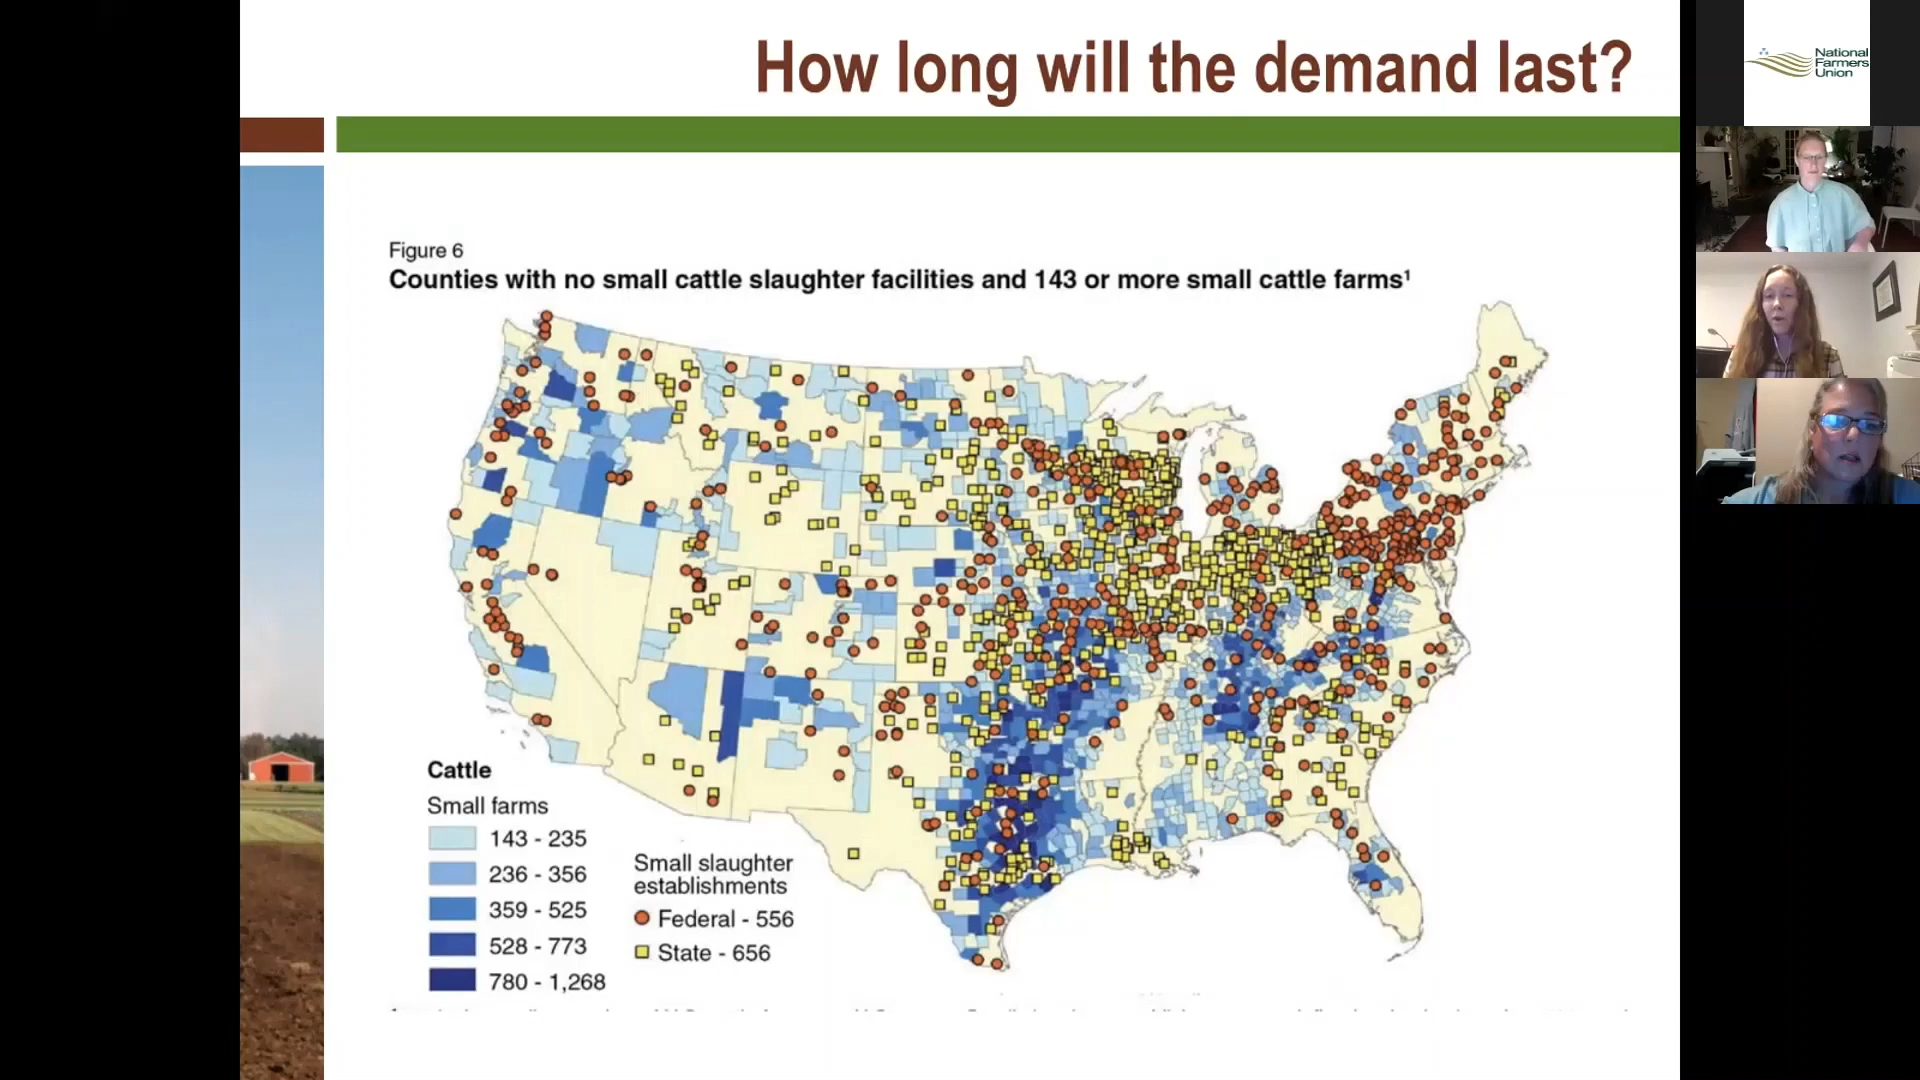 How long will the demand last?
National
Farmers
Union
Figure 6
Counties with no small cattle slaughter facilities and 143 or more small cattle farms¹
Cattle
Small farms
143 - 235
236 - 356
359 - 525
528 - 773
780 - 1,268
Small slaughter
establishments
Federal - 556
State - 656